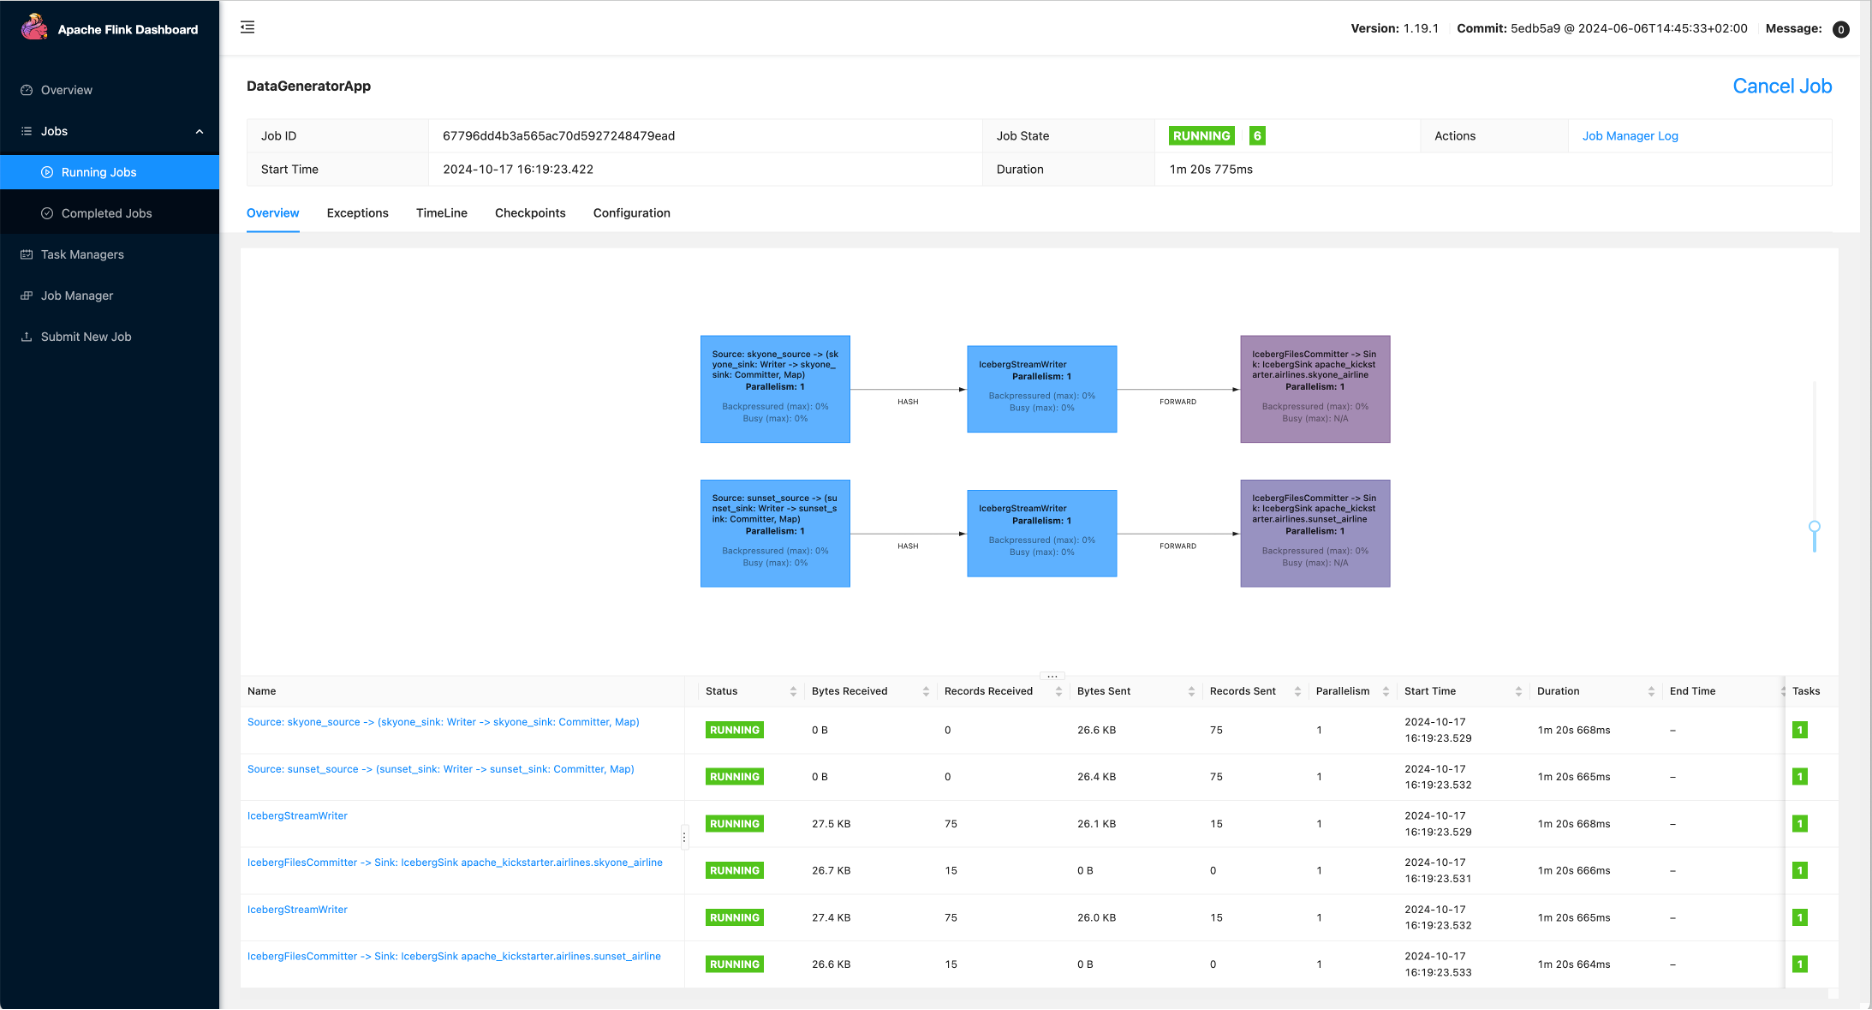 Apache Flink Dashboard
Version: 1.19.1 Commit: 5edb5a9 @ 2024-06-06T14:45:33+02:00 Message: 0
Overview
Jobs
Running Jobs
Completed Jobs
Task Managers
Job Manager
Submit New Job
DataGeneratorApp
Cancel Job
Job ID 67796dd4b3a565ac70d5927248479ead Job State RUNNING 6 Actions Job Manager Log
Start Time 2024-10-17 16:19:23.422 Duration 1m 20s 775ms
Overview Exceptions TimeLine Checkpoints Configuration
Source: skyone_source -> (sk
yone_sink: Writer -> skyone_
sink: Committer, Map)
Parallelism: 1
Backpressured (max): 0%
Busy (max): 0%
HASH
IcebergStreamWriter
Parallelism: 1
Backpressured (max): 0%
Busy (max): 0%
FORWARD
IcebergFilesCommitter -> Sin
k: IcebergSink apache_kickst
arter.airlines.skyone_airline
Parallelism: 1
Backpressured (max): 0%
Busy (max): N/A
Source: sunset_source -> (su
nset_sink: Writer -> sunset_s
ink: Committer, Map)
Parallelism: 1
Backpressured (max): 0%
Busy (max): 0%
HASH
IcebergStreamWriter
Parallelism: 1
Backpressured (max): 0%
Busy (max): 0%
FORWARD
IcebergFilesCommitter -> Sin
k: IcebergSink apache_kickst
arter.airlines.sunset_airline
Parallelism: 1
Backpressured (max): 0%
Busy (max): N/A
Name Status Bytes Received Records Received Bytes Sent Records Sent Parallelism Start Time Duration End Time Tasks
Source: skyone_source -> (skyone_sink: Writer -> skyone_sink: Committer, Map) RUNNING 0 B 0 26.6 KB 75 1 2024-10-17 16:19:23.529 1m 20s 668ms – 1
Source: sunset_source -> (sunset_sink: Writer -> sunset_sink: Committer, Map) RUNNING 0 B 0 26.4 KB 75 1 2024-10-17 16:19:23.532 1m 20s 665ms – 1
IcebergStreamWriter RUNNING 27.5 KB 75 26.1 KB 15 1 2024-10-17 16:19:23.529 1m 20s 668ms – 1
IcebergFilesCommitter -> Sink: IcebergSink apache_kickstarter.airlines.skyone_airline RUNNING 26.7 KB 15 0 B 0 1 2024-10-17 16:19:23.531 1m 20s 666ms – 1
IcebergStreamWriter RUNNING 27.4 KB 75 26.0 KB 15 1 2024-10-17 16:19:23.532 1m 20s 665ms – 1
IcebergFilesCommitter -> Sink: IcebergSink apache_kickstarter.airlines.sunset_airline RUNNING 26.6 KB 15 0 B 0 1 2024-10-17 16:19:23.533 1m 20s 664ms – 1